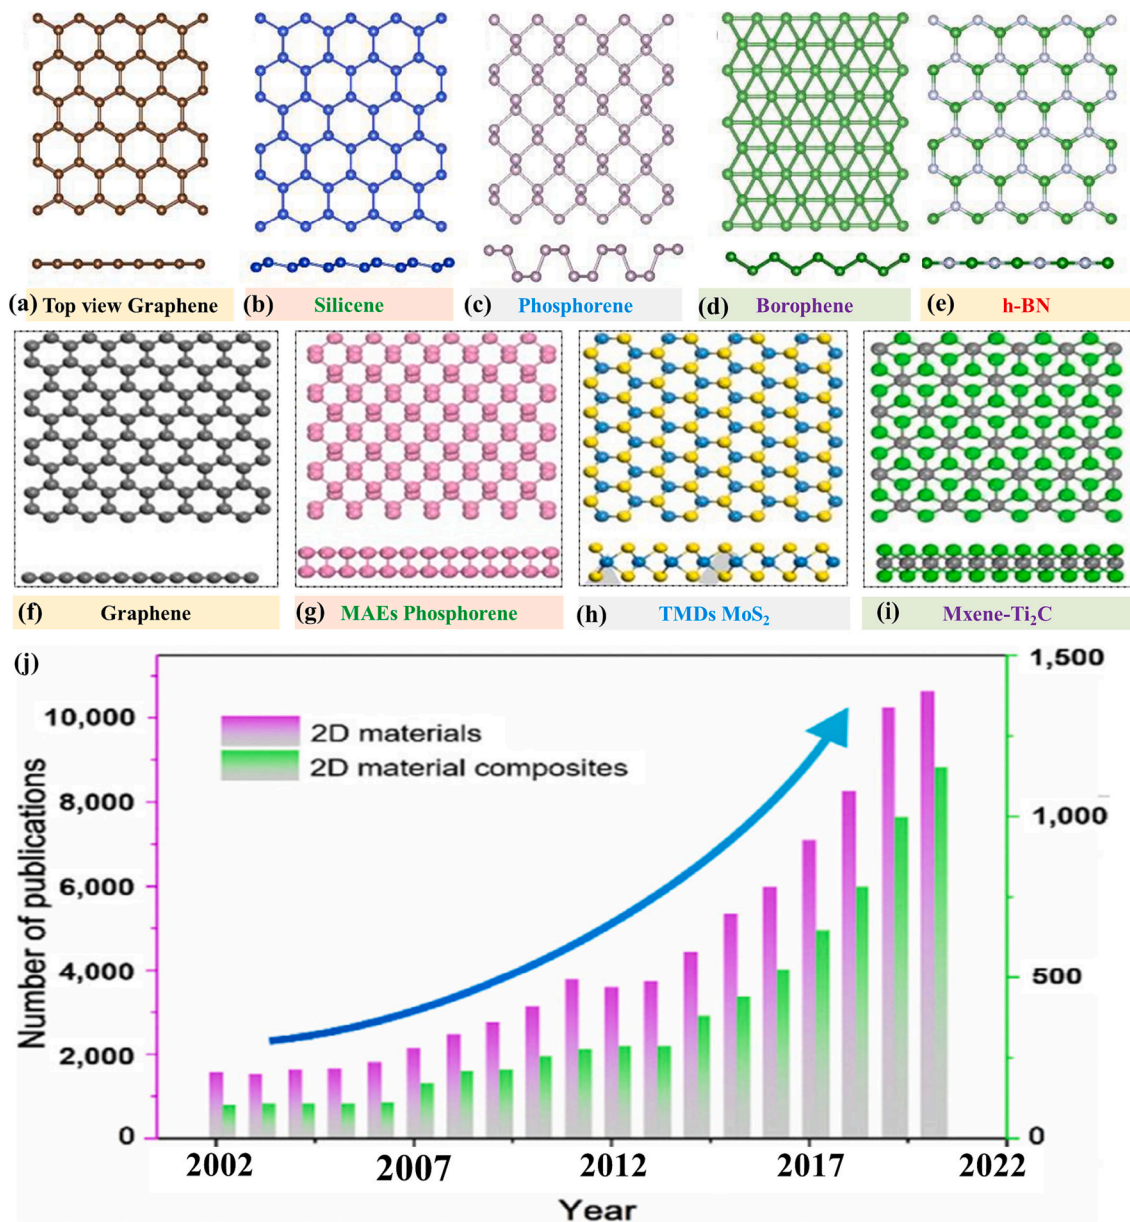 (a) Top view Graphene
(b) Silicene
(c) Phosphorene
(d) Borophene
(e) h-BN
(f) Graphene
(g) MAEs Phosphorene
(h) TMDs MoS₂
(i) Mxene-Ti₂C
(j)
Number of publications
10,000
8,000
6,000
4,000
2,000
0
2D materials
2D material composites
1,500
1,000
500
0
2002 2007 2012 2017 2022
Year